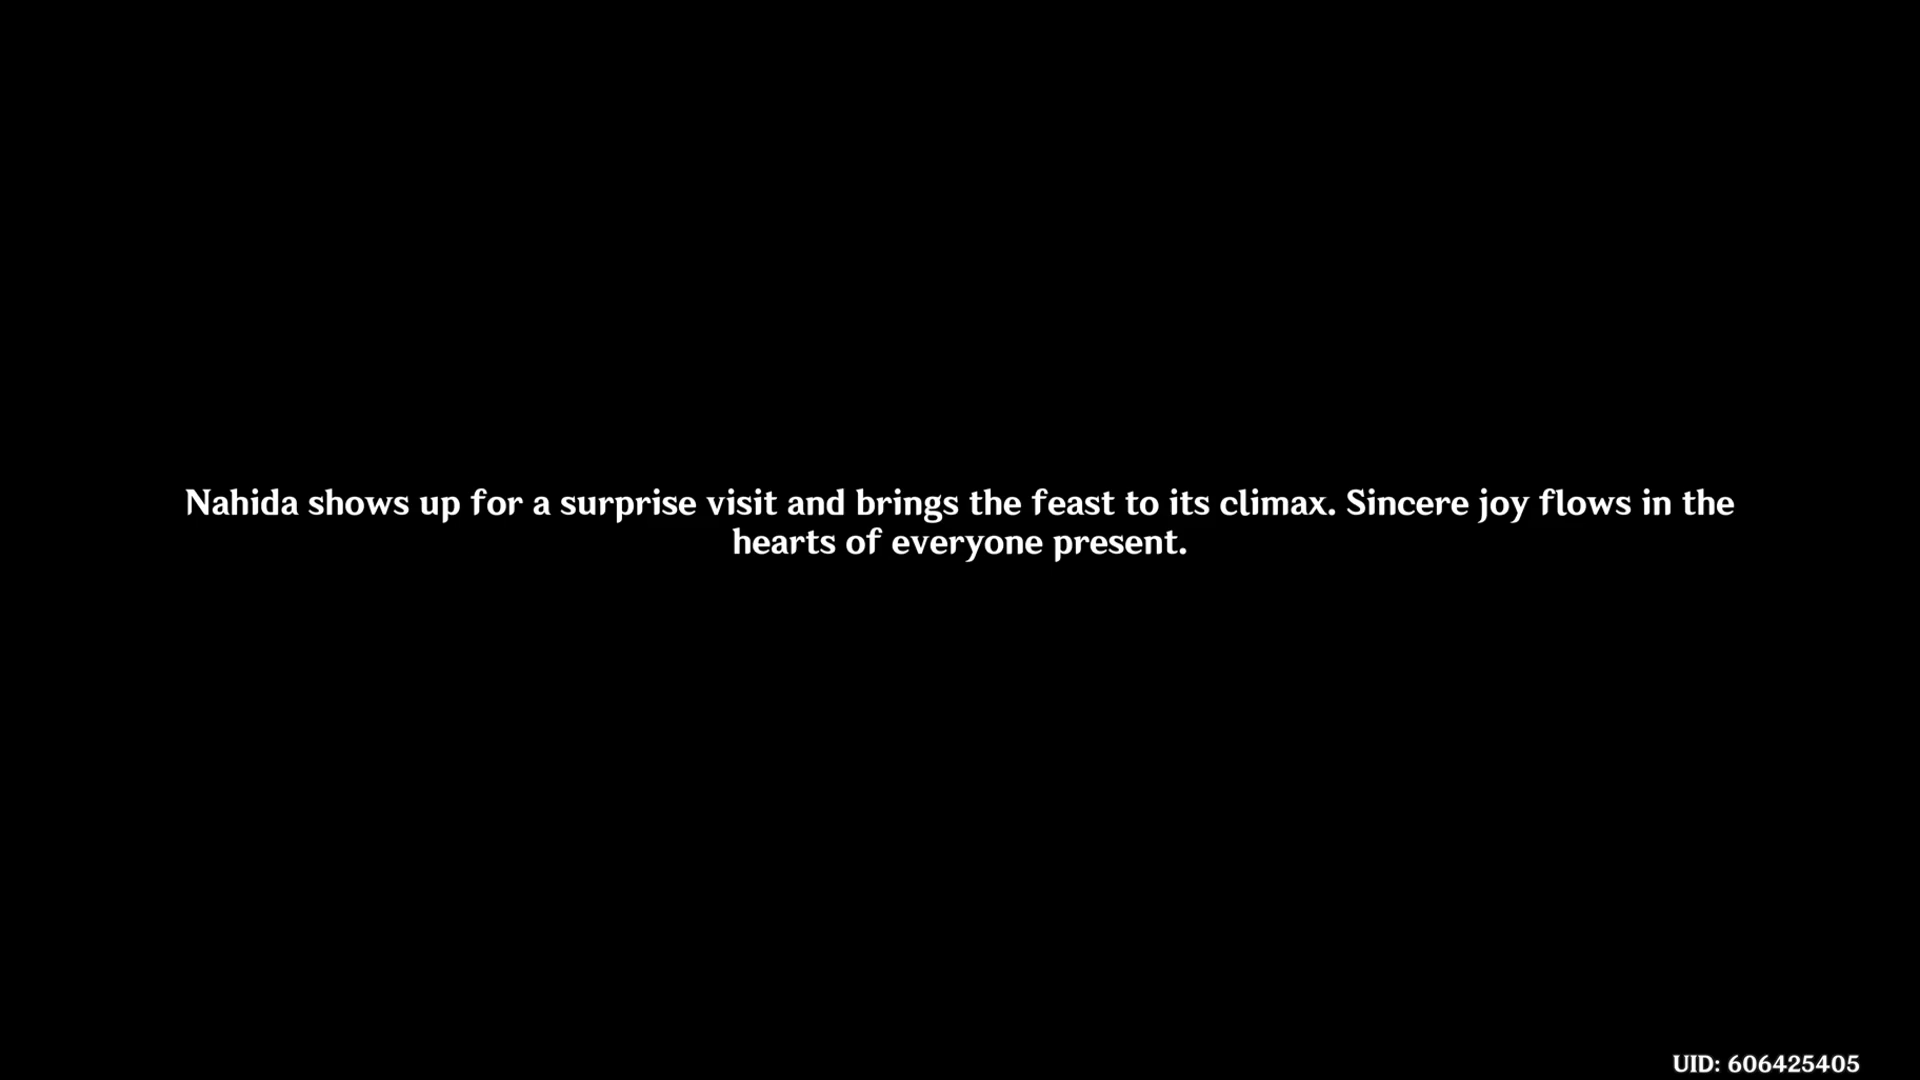 Nahida shows up for a surprise visit and brings the feast to its climax. Sincere joy flows in the
hearts of everyone present.
UID: 606425405